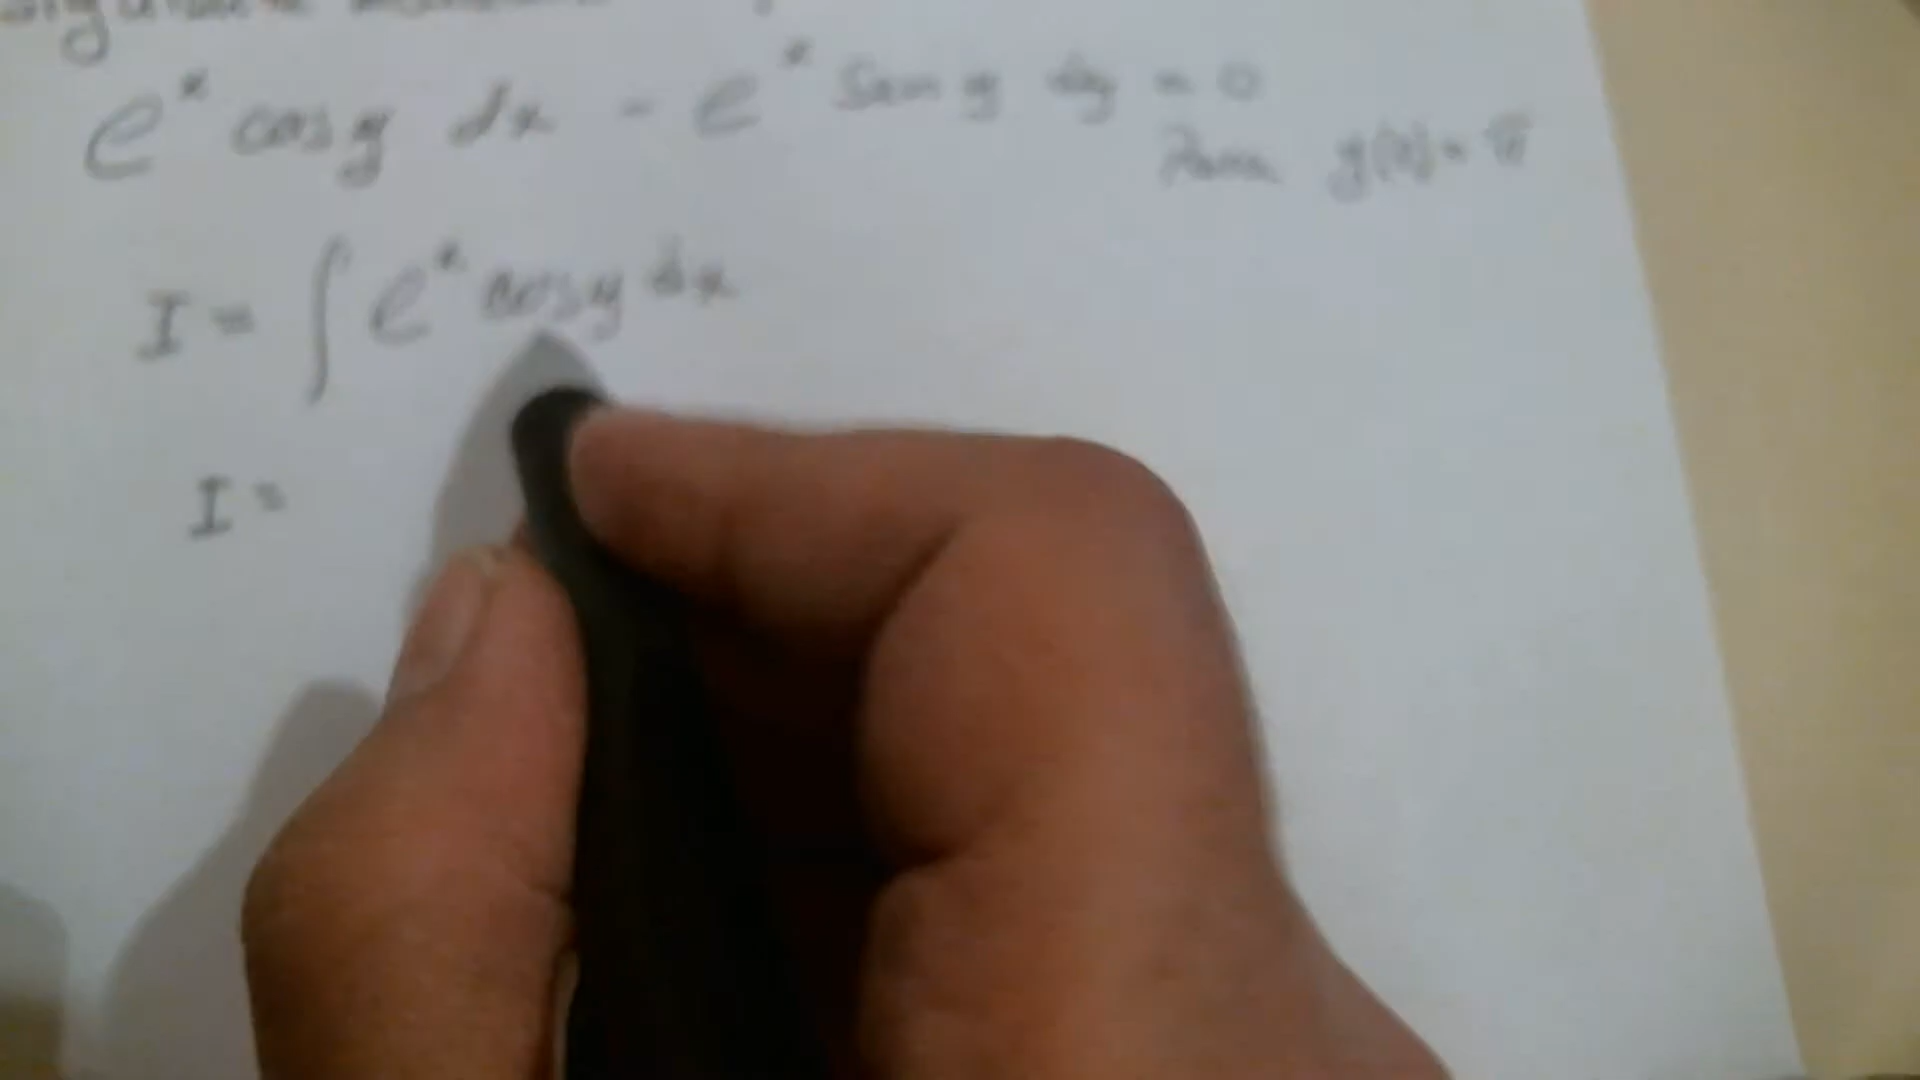 e^x cos y dx - e^x sen y dy = 0
Para y(0) = π
I = ∫ e^x cos y dx
I =